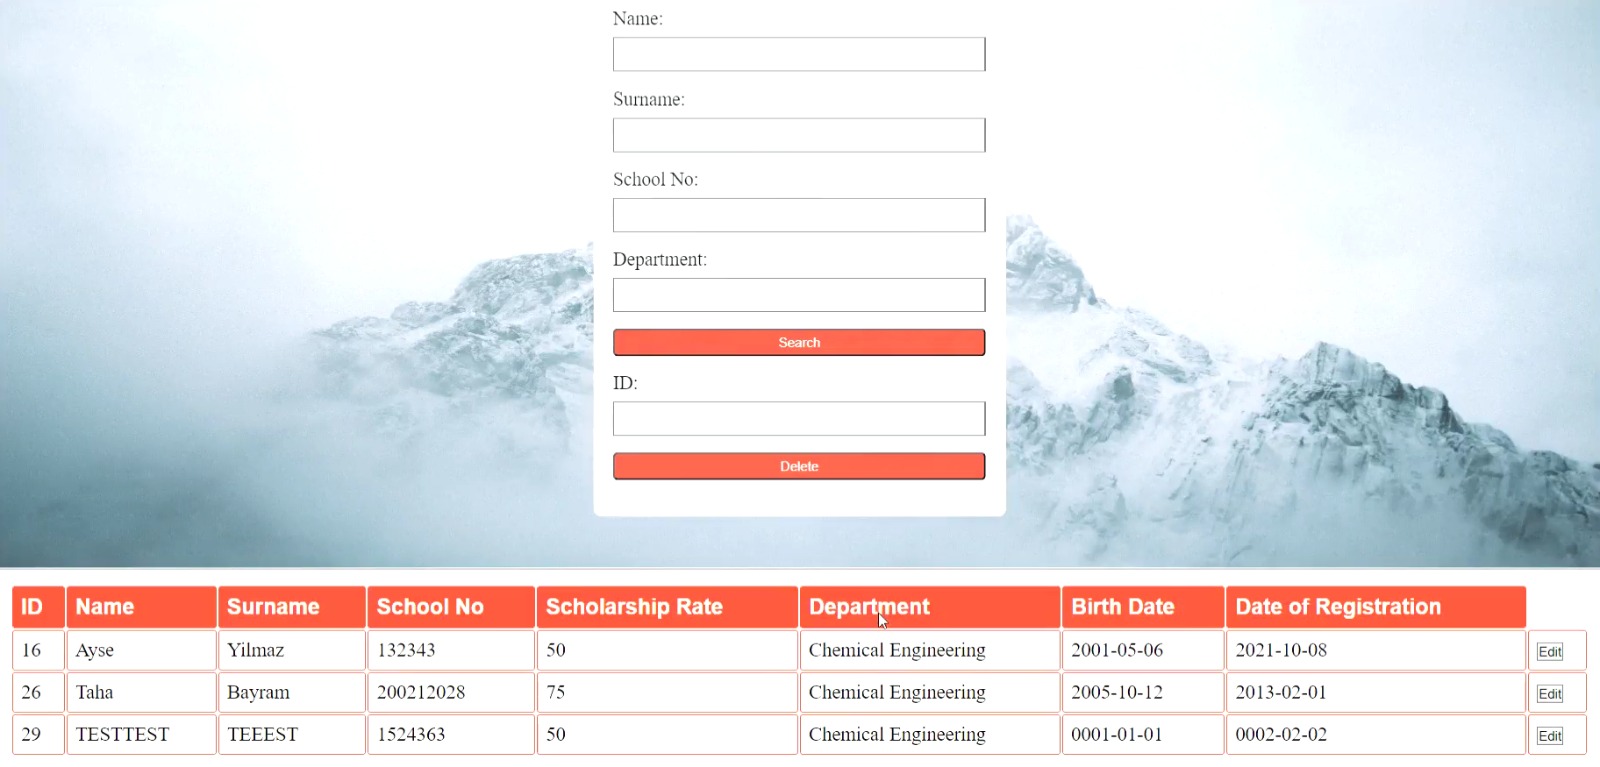 Name:
Surname:
School No:
Department:
Search
ID:
Delete
ID Name Surname School No Scholarship Rate Department Birth Date Date of Registration
16 Ayse Yilmaz 132343 50 Chemical Engineering 2001-05-06 2021-10-08 Edit
26 Taha Bayram 200212028 75 Chemical Engineering 2005-10-12 2013-02-01 Edit
29 TESTTEST TEEEST 1524363 50 Chemical Engineering 0001-01-01 0002-02-02 Edit